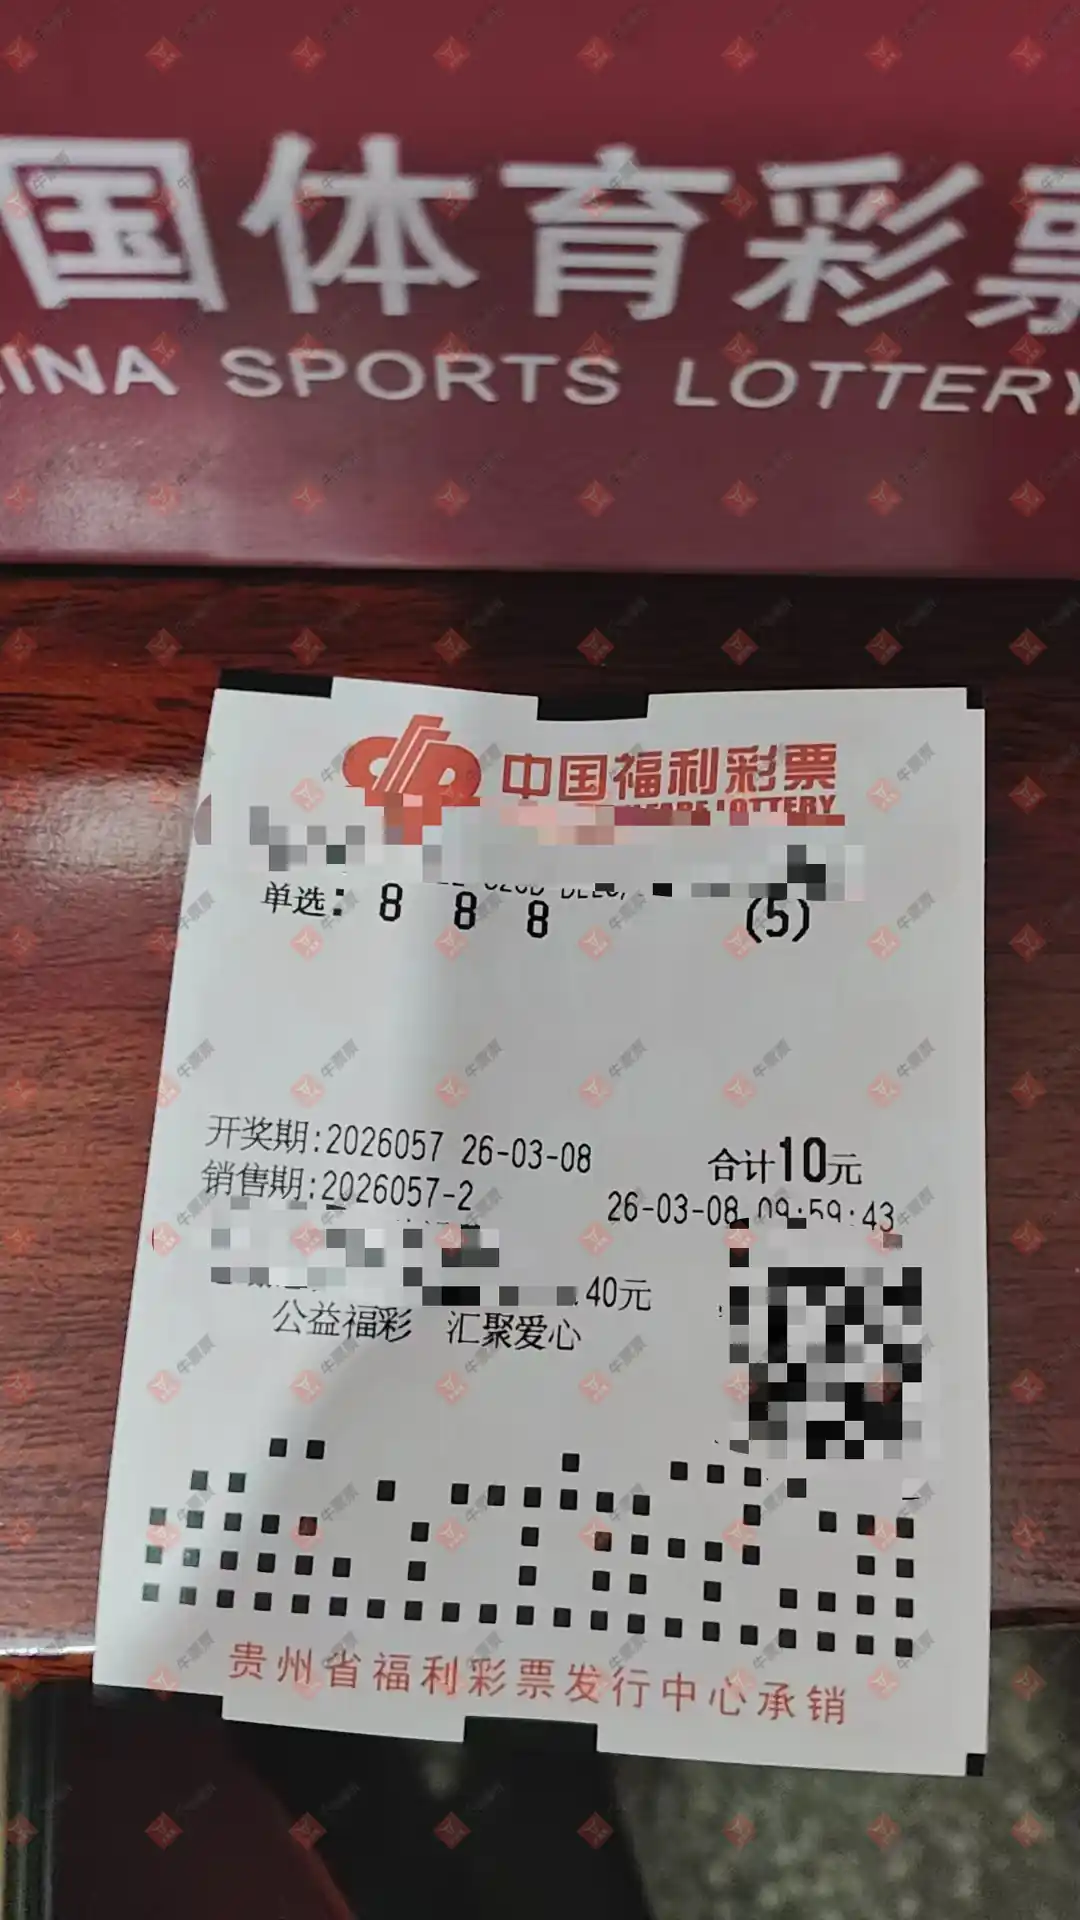 国体育彩
SPORTS LOTTERY
中国福利彩票
LOTTERY
单选: 8 8 8 (5)
开奖期:2026057 26-03-08 合计10元
销售期:2026057-2 26-03-08 09:59:43
40元
公益福彩 汇聚爱心
贵州省福利彩票发行中心承销
牛票票